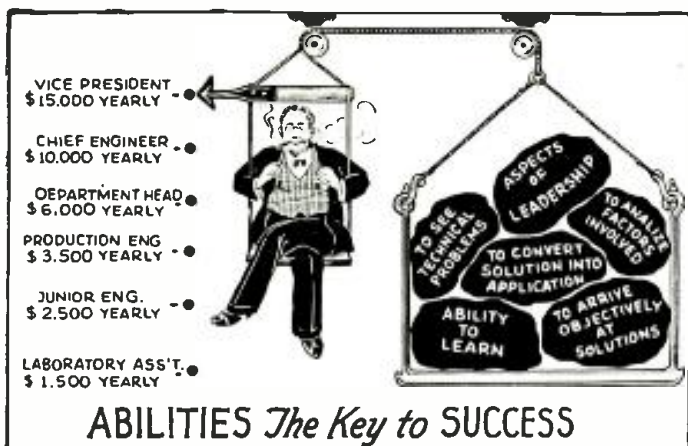 VICE PRESIDENT
$15.000 YEARLY
CHIEF ENGINEER
$10.000 YEARLY
DEPARTMENT HEAD
$6.000 YEARLY
PRODUCTION ENG
$3.500 YEARLY
JUNIOR ENG.
$2.500 YEARLY
LABORATORY ASS'T.
$1.500 YEARLY
ASPECTS
OF
LEADERSHIP
TO SEE
TECHNICAL
PROBLEMS
TO ANALIZE
FACTORS
INVOLVED
TO CONVERT
SOLUTION INTO
APPLICATION
ABILITY
TO
LEARN
TO ARRIVE
OBJECTIVELY
AT
SOLUTIONS
ABILITIES The Key to SUCCESS